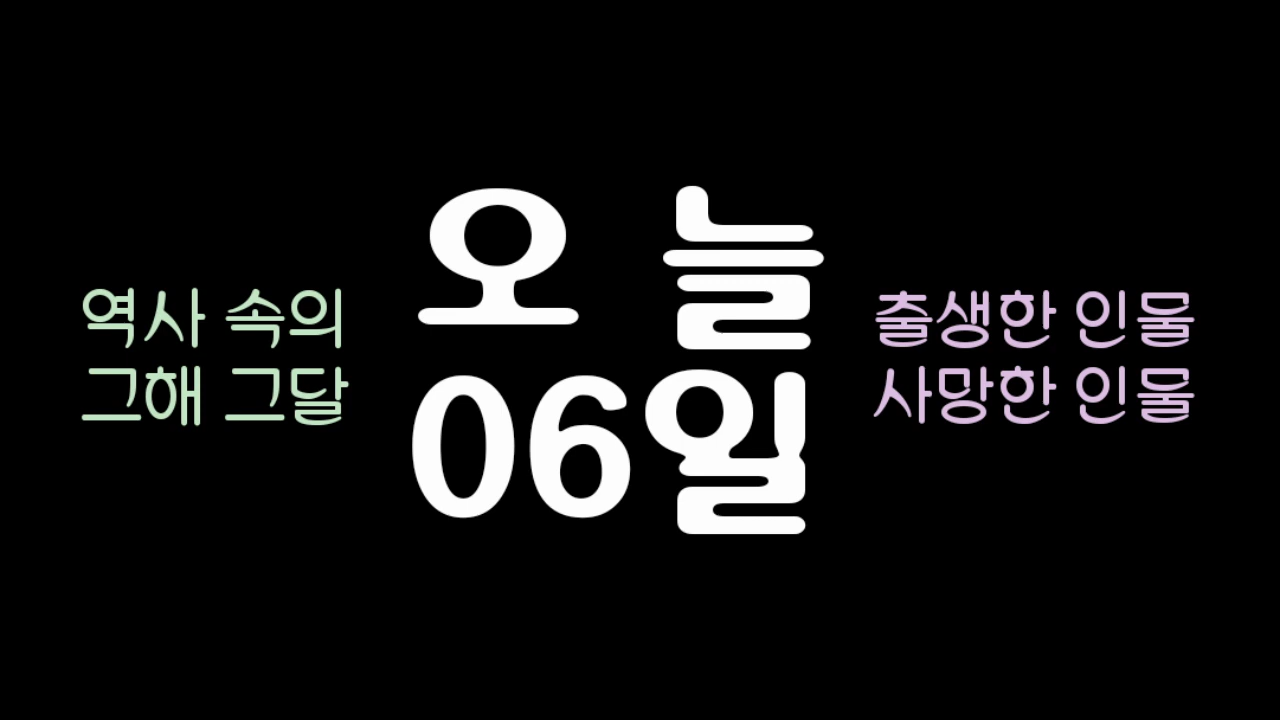 역사 속의
그해 그달
오 늘
06일
출생한 인물
사망한 인물